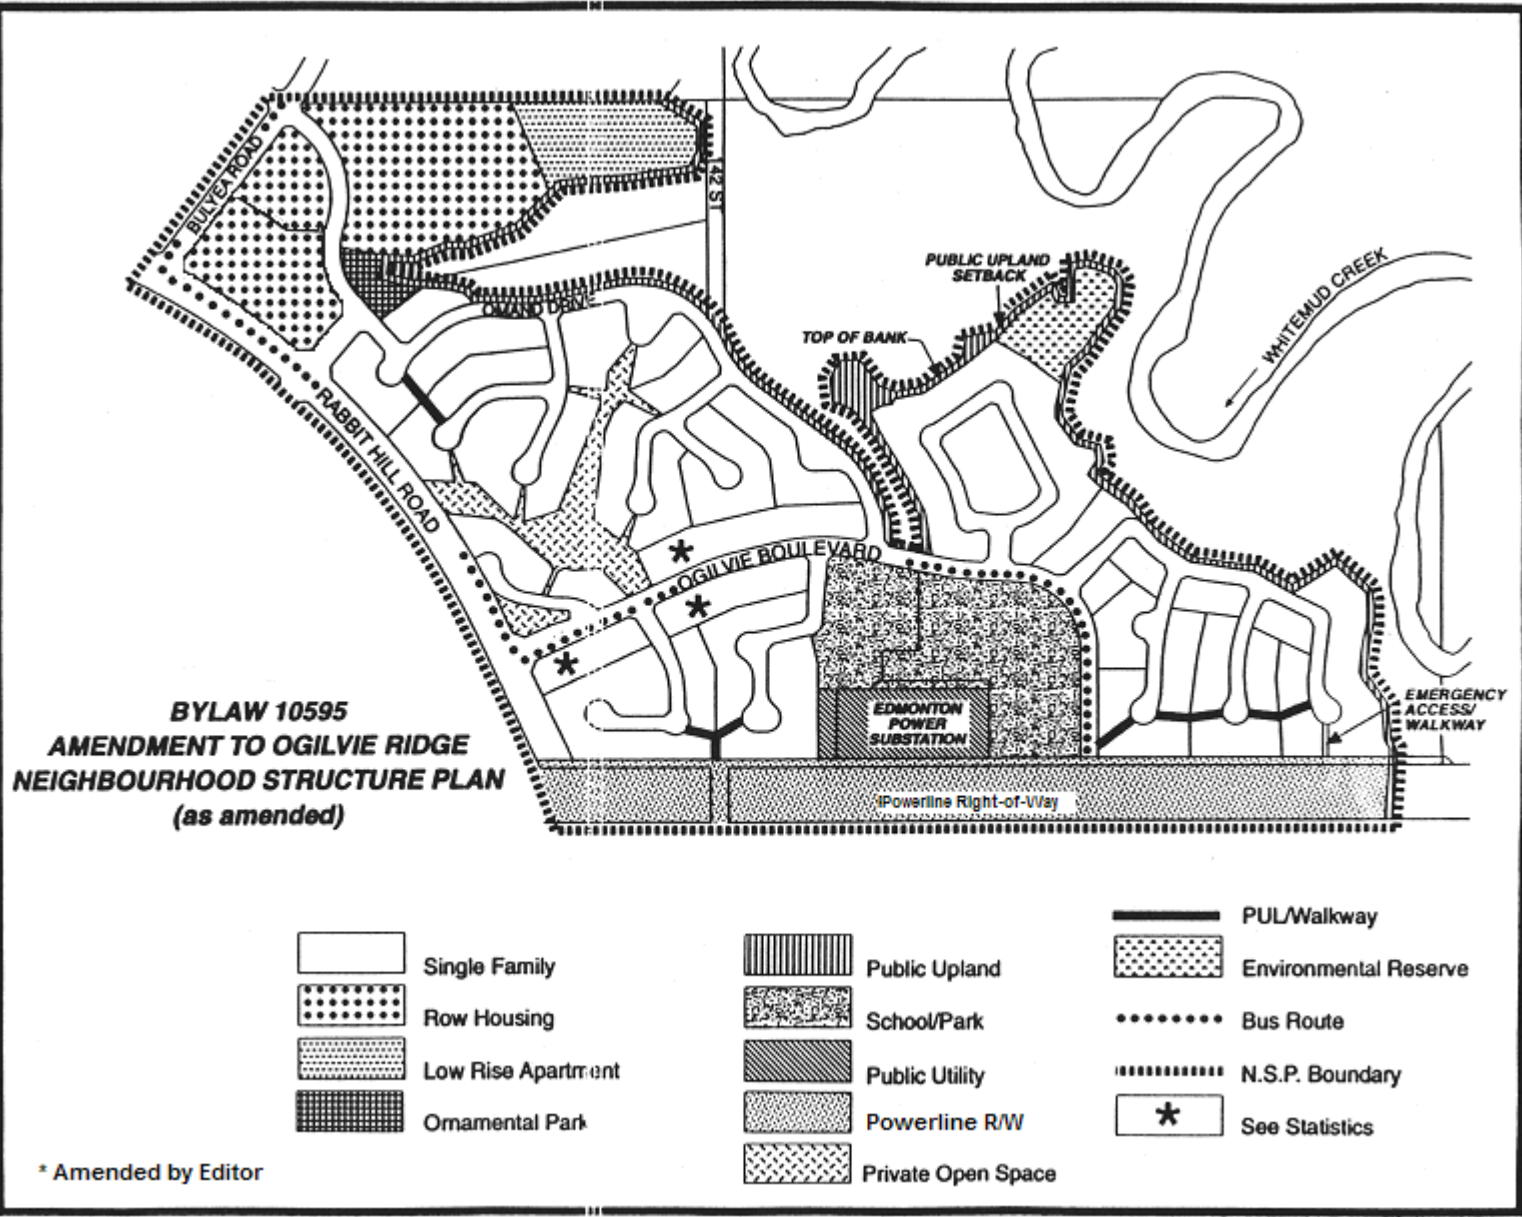 BULYEA ROAD
142 ST
PUBLIC UPLAND
SETBACK
WHITEMUD CREEK
OMAND DRIVE
TOP OF BANK
RABBIT HILL ROAD
OGILVIE BOULEVARD
EMERGENCY
ACCESS/
WALKWAY
EDMONTON
POWER
SUBSTATION
BYLAW 10595
AMENDMENT TO OGILVIE RIDGE
NEIGHBOURHOOD STRUCTURE PLAN
(as amended)
Powerline Right-of-Way
Single Family
Row Housing
Low Rise Apartment
Ornamental Park
Public Upland
School/Park
Public Utility
Powerline R/W
Private Open Space
PUL/Walkway
Environmental Reserve
Bus Route
N.S.P. Boundary
* See Statistics
* Amended by Editor